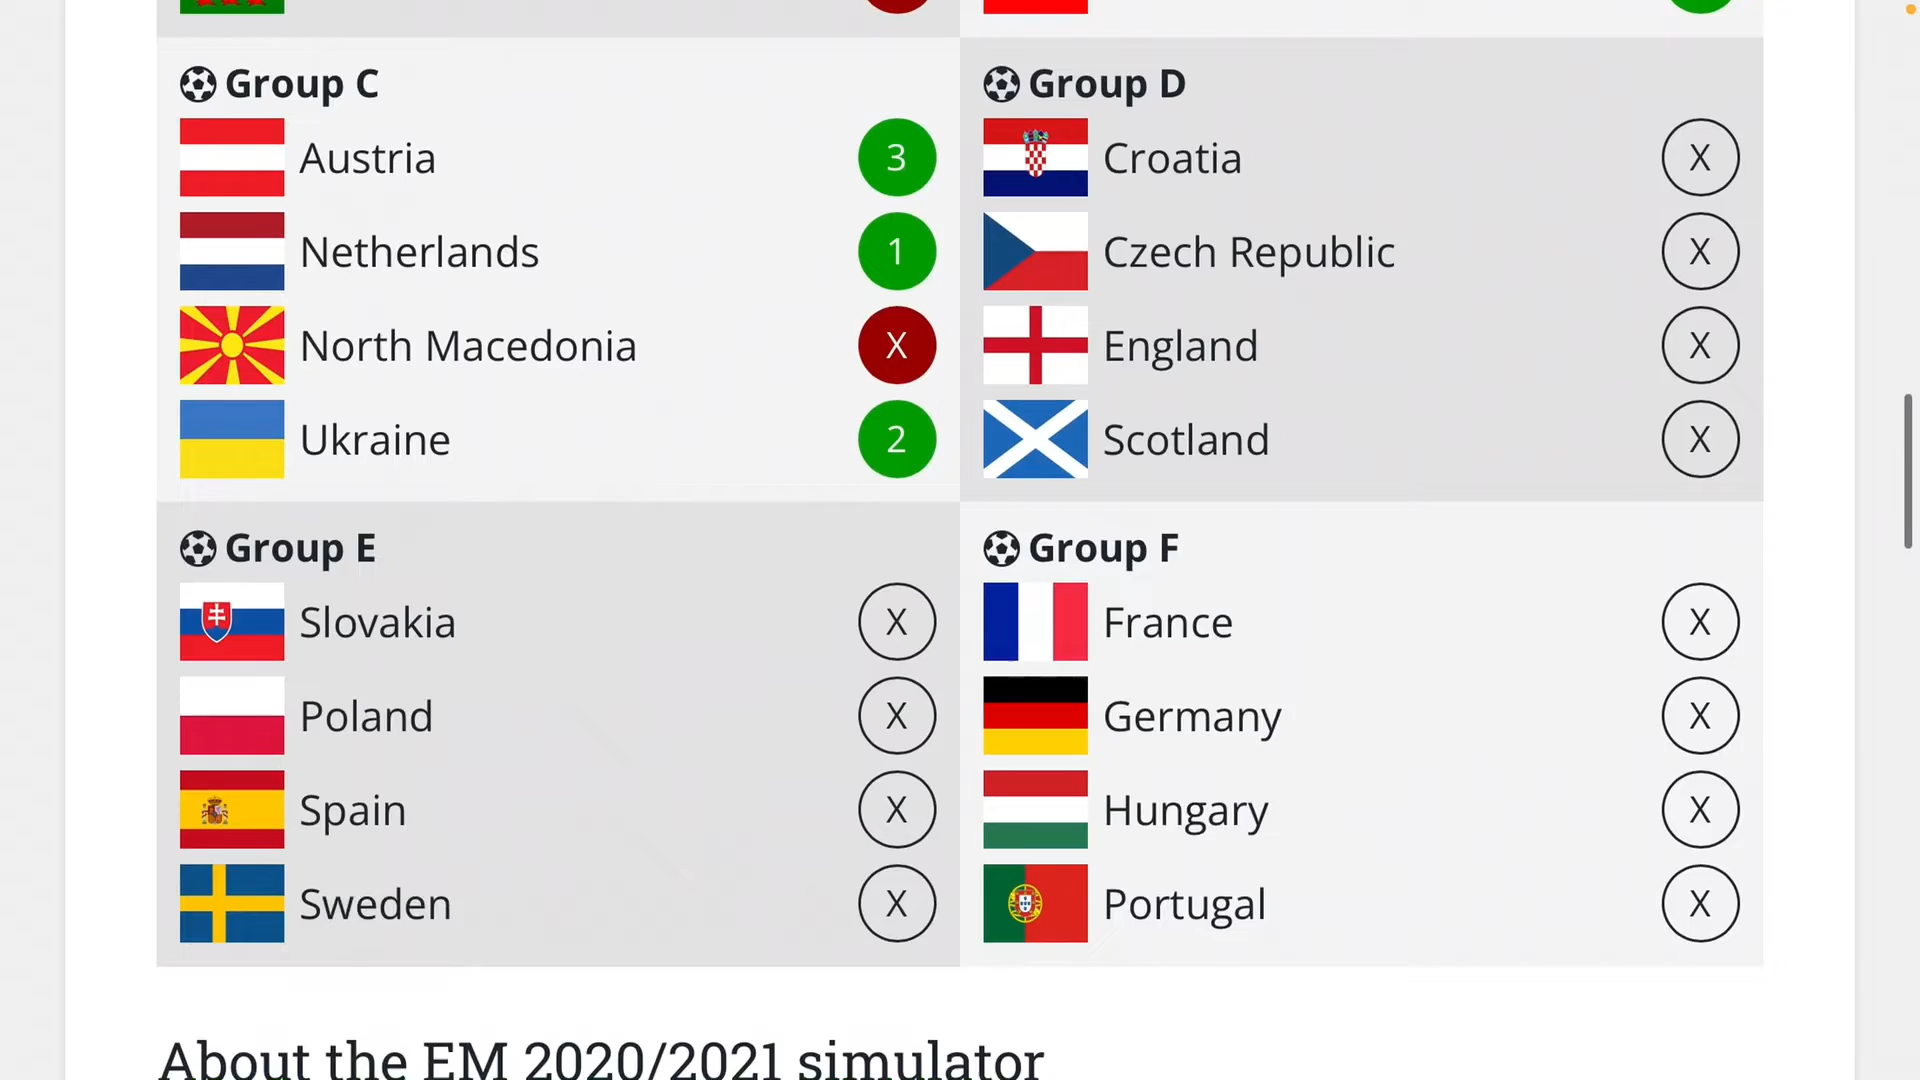 Group C
Austria 3
Netherlands 1
North Macedonia X
Ukraine 2
Group D
Croatia X
Czech Republic X
England X
Scotland X
Group E
Slovakia X
Poland X
Spain X
Sweden X
Group F
France X
Germany X
Hungary X
Portugal X
About the EM 2020/2021 simulator